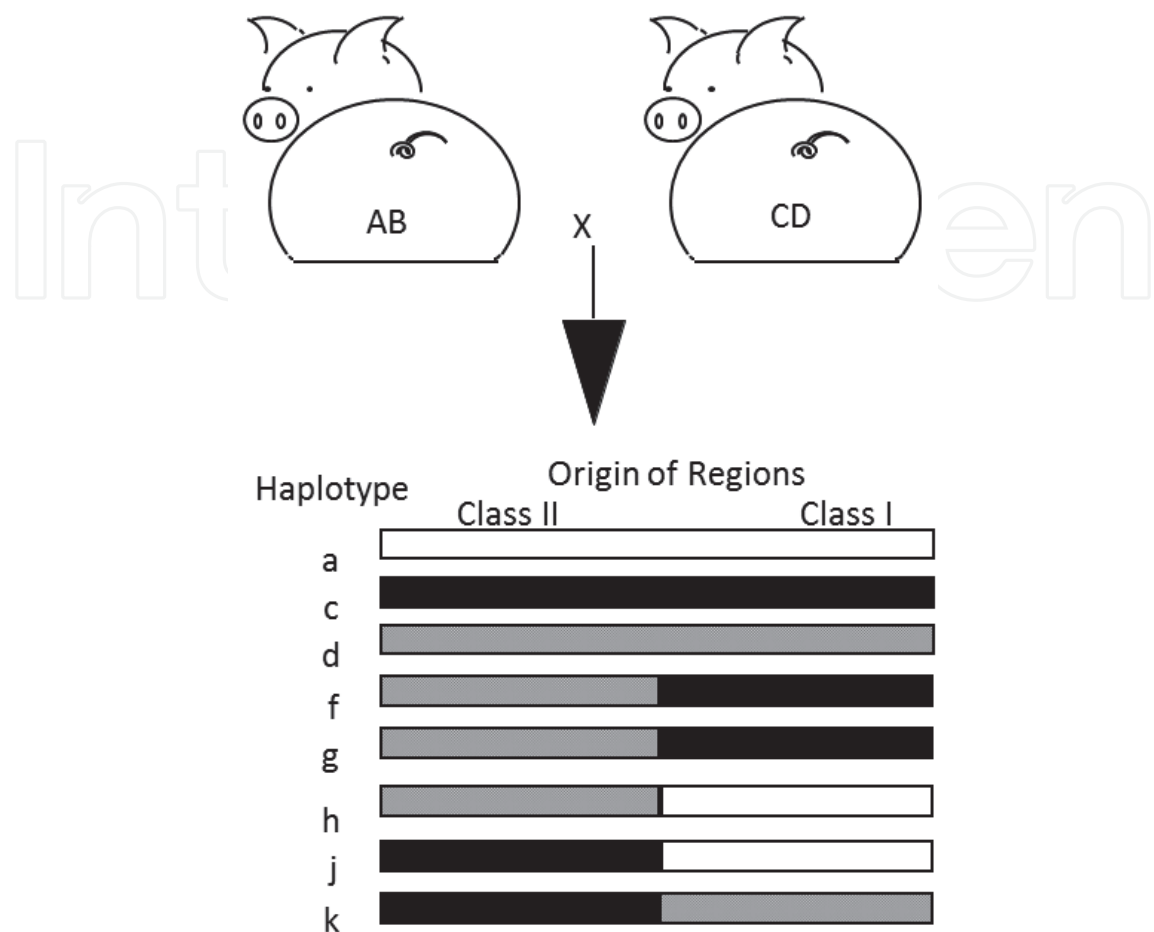 AB
X
CD
Haplotype
Origin of Regions
Class II
Class I
a
c
d
f
g
h
j
k